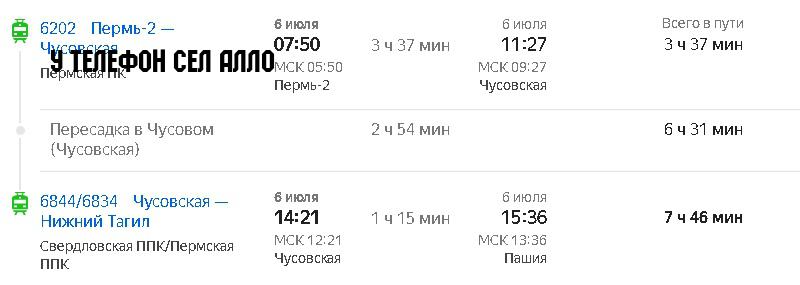 6202 Пермь-2 —
Чусовская
Пермская ПК
У ТЕЛЕФОН СЕЛ АЛЛО
6 июля
07:50
МСК 05:50
Пермь-2
3 ч 37 мин
6 июля
11:27
МСК 09:27
Чусовская
Всего в пути
3 ч 37 мин
Пересадка в Чусовом
(Чусовская)
2 ч 54 мин
6 ч 31 мин
6844/6834 Чусовская —
Нижний Тагил
Свердловская ППК/Пермская
ППК
6 июля
14:21
МСК 12:21
Чусовская
1 ч 15 мин
6 июля
15:36
МСК 13:36
Пашия
7 ч 46 мин